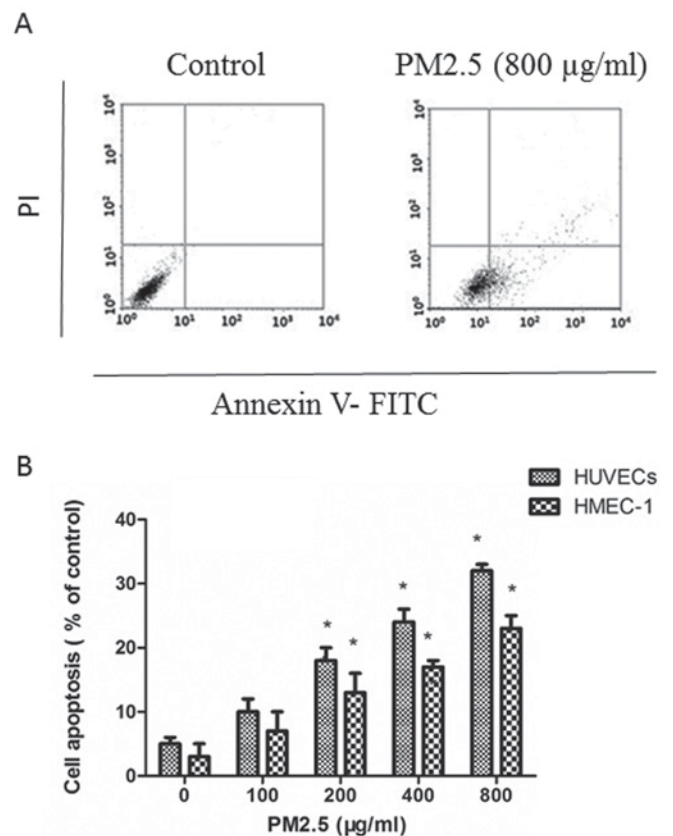 A
Control
PM2.5 (800 µg/ml)
PI
10⁴
10³
10²
10¹
10⁰
10⁰ 10¹ 10² 10³ 10⁴
10⁴
10³
10²
10¹
10⁰
10⁰ 10¹ 10² 10³ 10⁴
Annexin V- FITC
B
HUVECs
HMEC-1
Cell apoptosis ( % of control)
40
30
20
10
0
* * * * * *
0 100 200 400 800
PM2.5 (µg/ml)